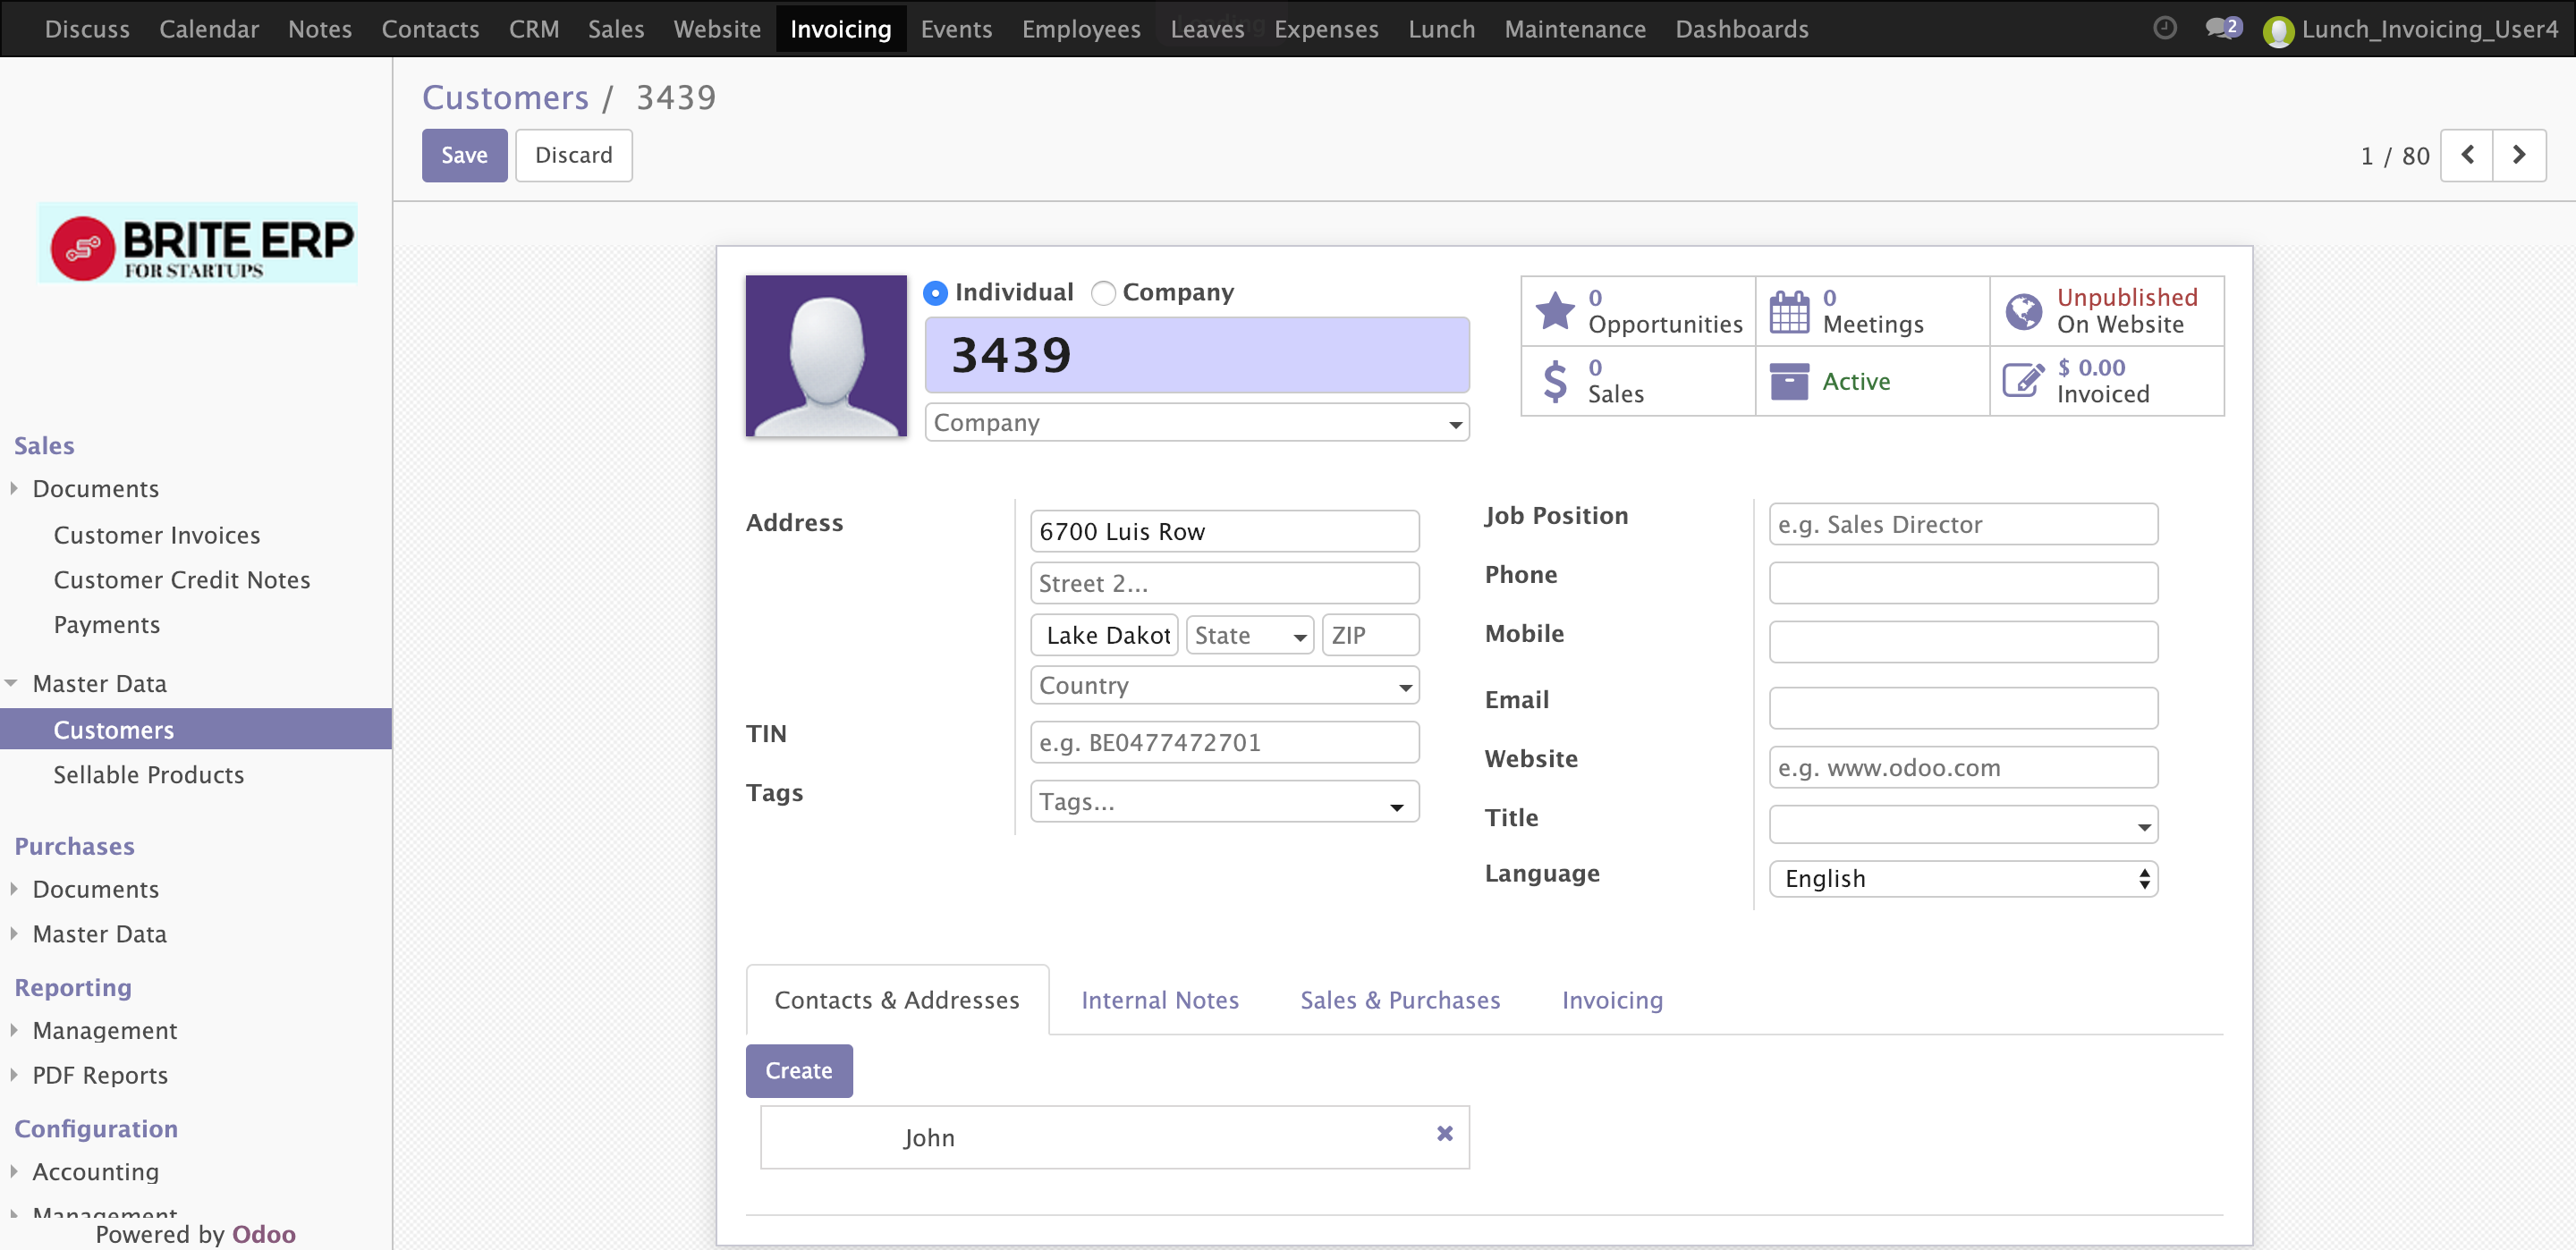 Discuss Calendar Notes Contacts CRM Sales Website Invoicing Events Employees Leaves Expenses Lunch Maintenance Dashboards 2 Lunch_Invoicing_User4
Customers / 3439
Save Discard
1 / 80
BRITE ERP
FOR STARTUPS
Sales
Documents
Customer Invoices
Customer Credit Notes
Payments
Master Data
Customers
Sellable Products
Purchases
Documents
Master Data
Reporting
Management
PDF Reports
Configuration
Accounting
Management
Powered by Odoo
Individual Company
3439
Company
0
Opportunities
0
Meetings
Unpublished
On Website
0
Sales
Active
$ 0.00
Invoiced
Address
6700 Luis Row
Street 2...
Lake Dakot State ZIP
Country
TIN
e.g. BE0477472701
Tags
Tags...
Job Position
e.g. Sales Director
Phone
Mobile
Email
Website
e.g. www.odoo.com
Title
Language
English
Contacts & Addresses Internal Notes Sales & Purchases Invoicing
Create
John